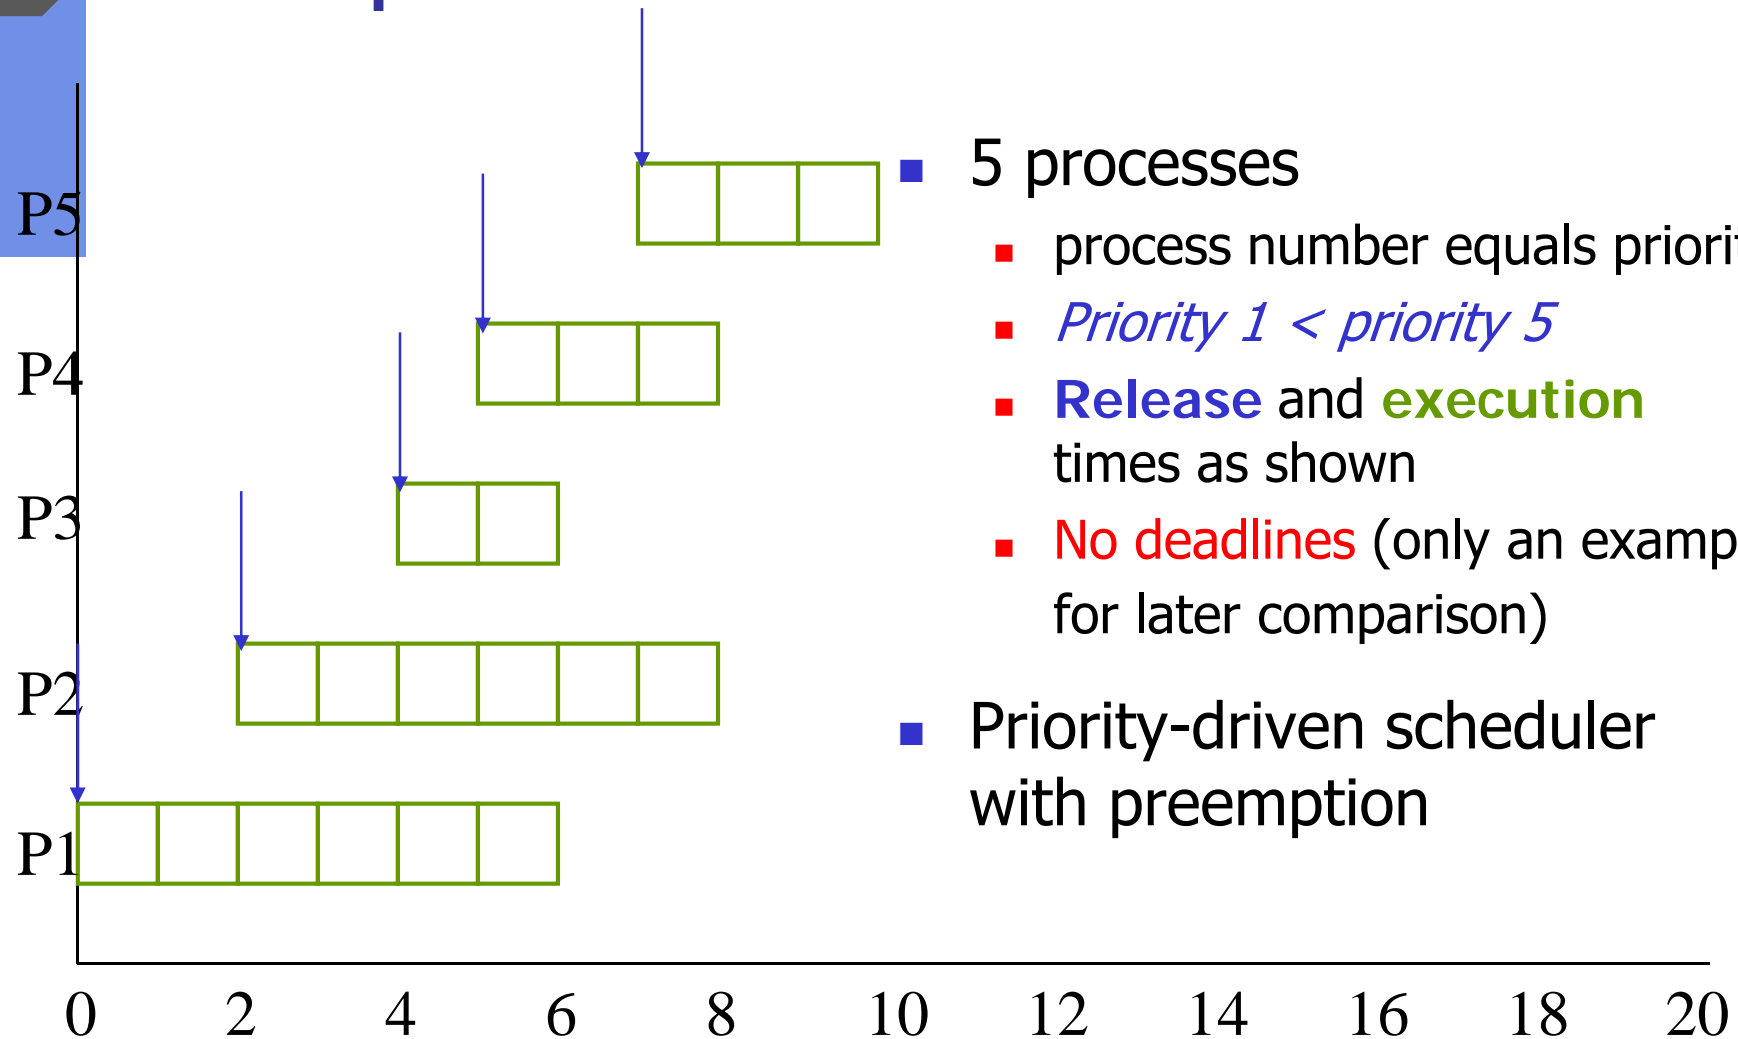 5 processes
process number equals
Priority 1 < priority 5
Release and execution
times as shown
No deadlines (only an
for later comparison)
Priority-driven scheduler
with preemption
P5
P4
P3
P2
P1
0 2 4 6 8 10 12 14 16 18 20